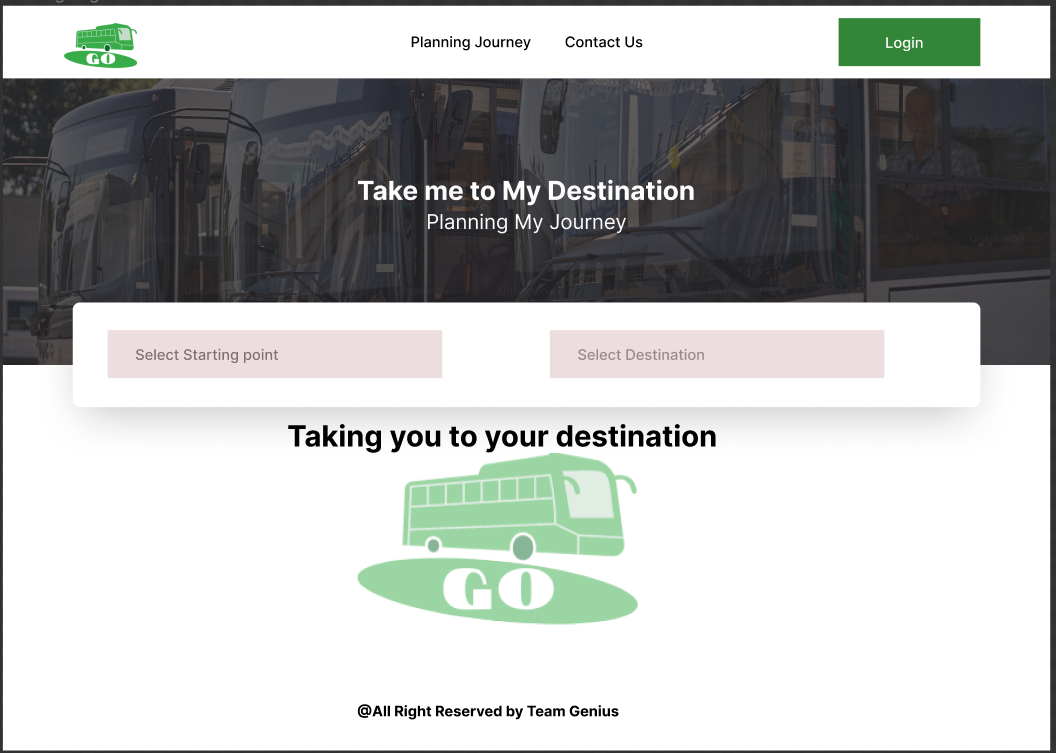 GO
Planning Journey
Contact Us
Login
Take me to My Destination
Planning My Journey
Select Starting point
Select Destination
Taking you to your destination
GO
@All Right Reserved by Team Genius